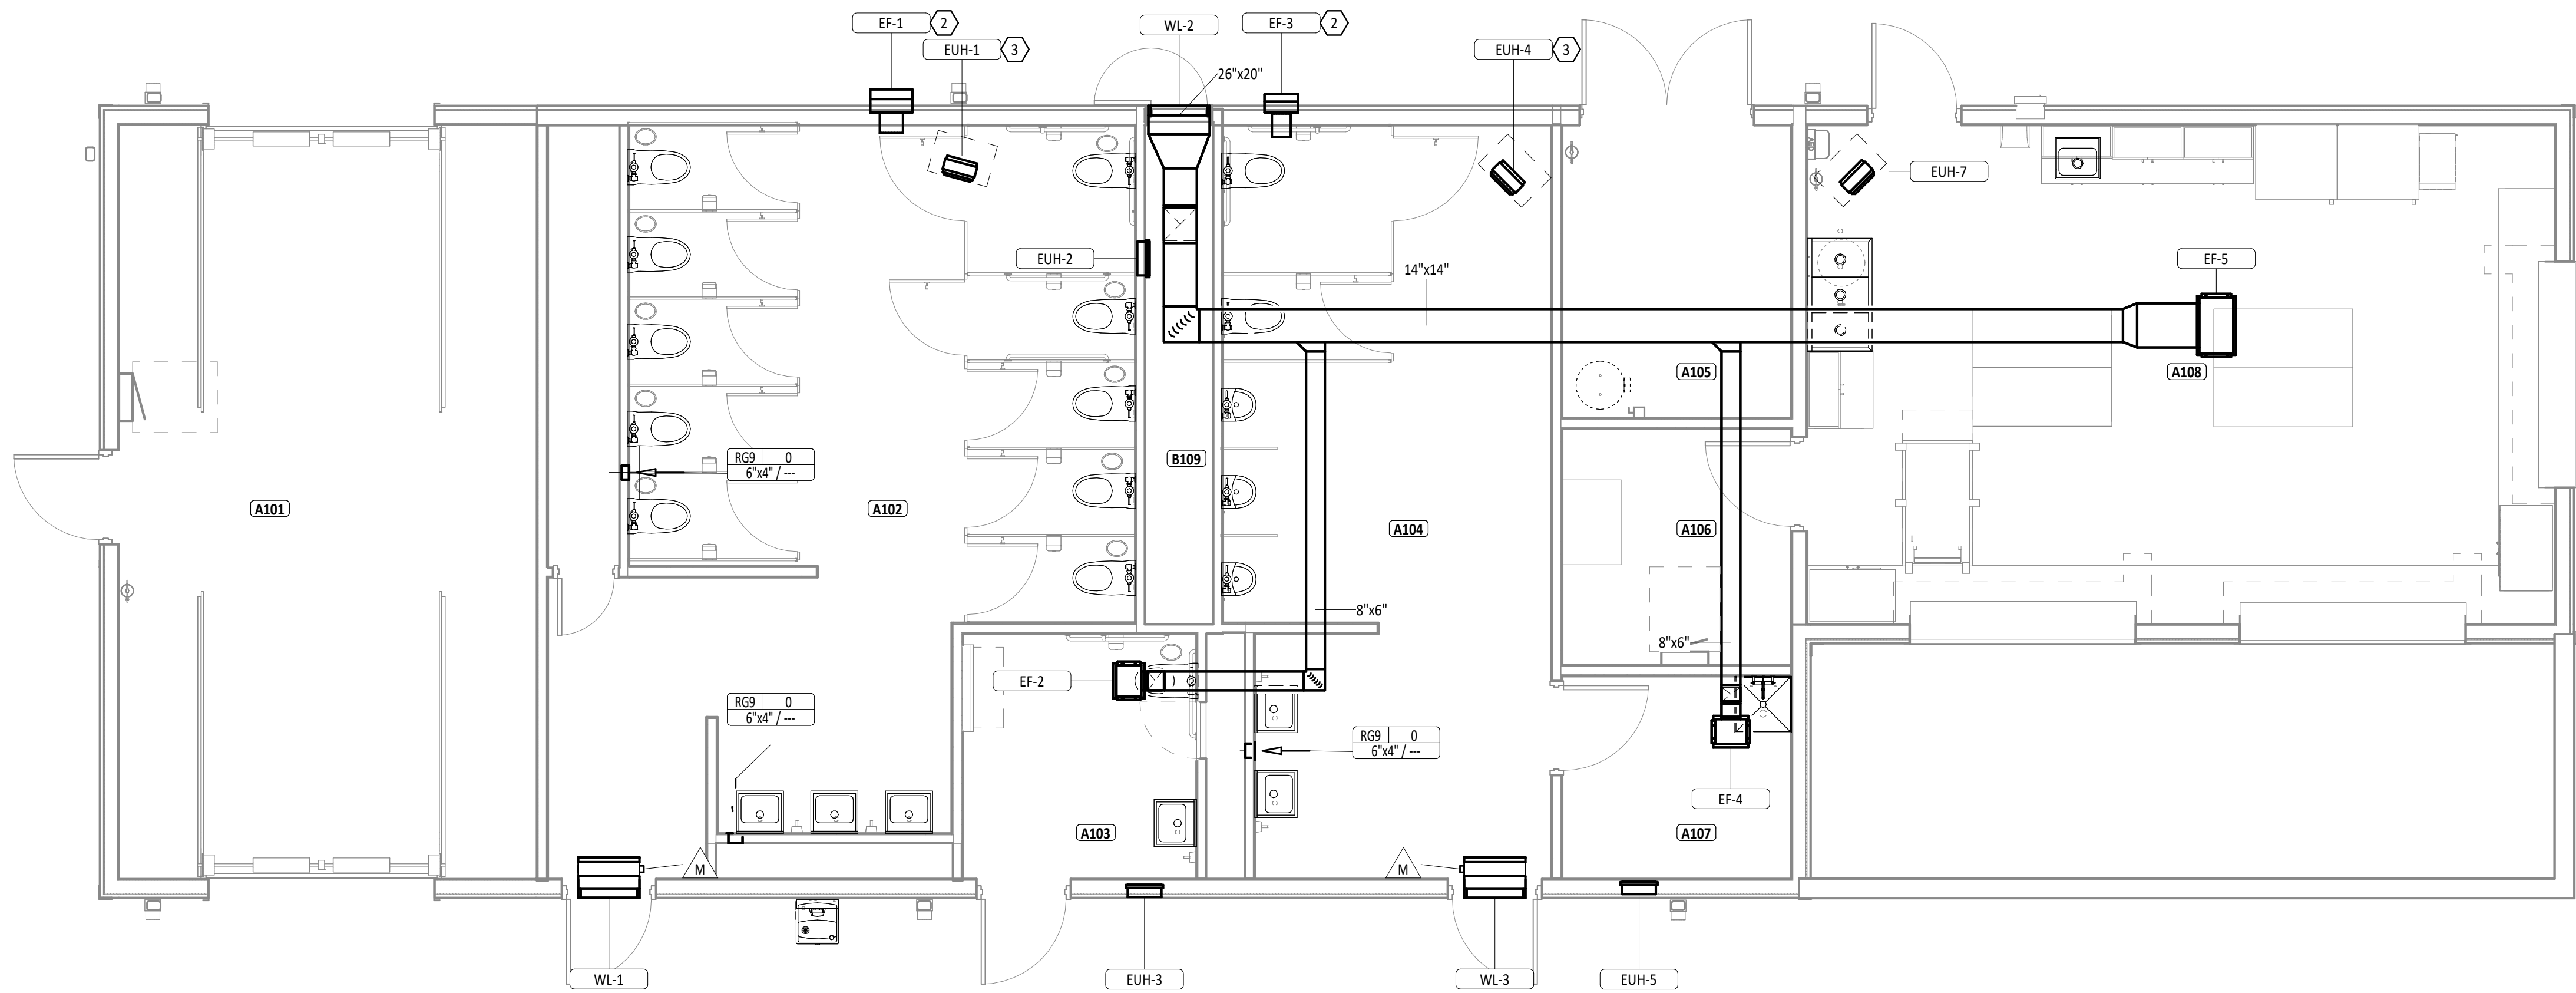 EF-1 2
WL-2
EF-3 2
EUH-1 3
EUH-4 3
26"x20"
AED
EUH-7
EUH-2
EF-5
14"x14"
A105
A108
RG9 0
6"x4" / ---
B109
A101
A102
A104
A106
8"x6"
8"x6"
EF-2
RG9 0
6"x4" / ---
RG9 0
6"x4" / ---
EF-4
A103
A107
M
M
WL-1
EUH-3
WL-3
EUH-5